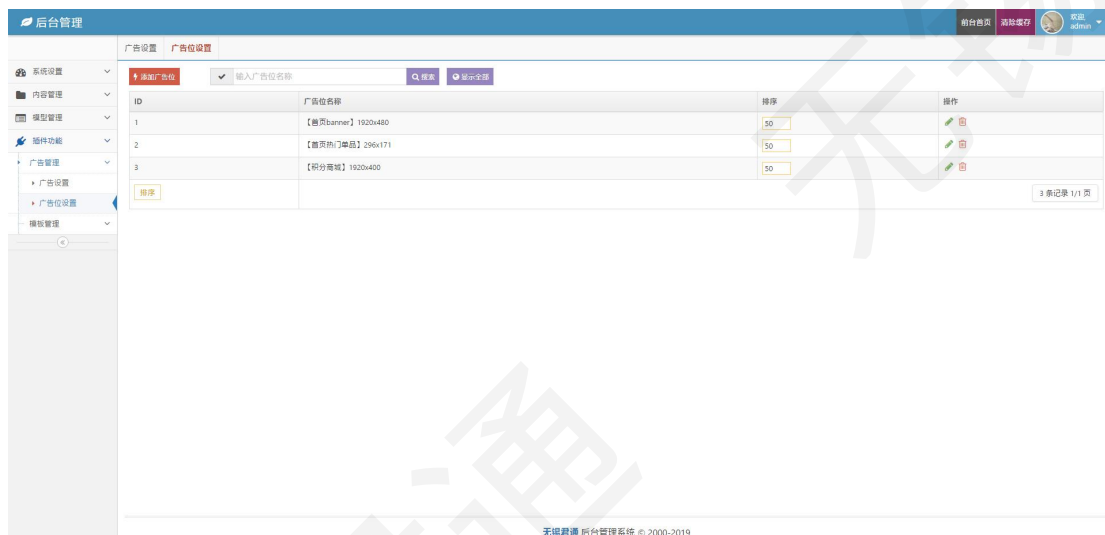 后台管理
前台首页 清除缓存 欢迎, admin
广告设置 广告位设置
系统设置
内容管理
模型管理
插件功能
广告管理
广告设置
广告位设置
模板管理
添加广告位 输入广告位名称 搜索 显示全部
ID 广告位名称 排序 操作
1 【首页banner】1920x480 50
2 【首页热门单品】296x171 50
3 【积分商城】1920x400 50
排序 3 条记录 1/1 页
无锡君通 后台管理系统 © 2000-2019